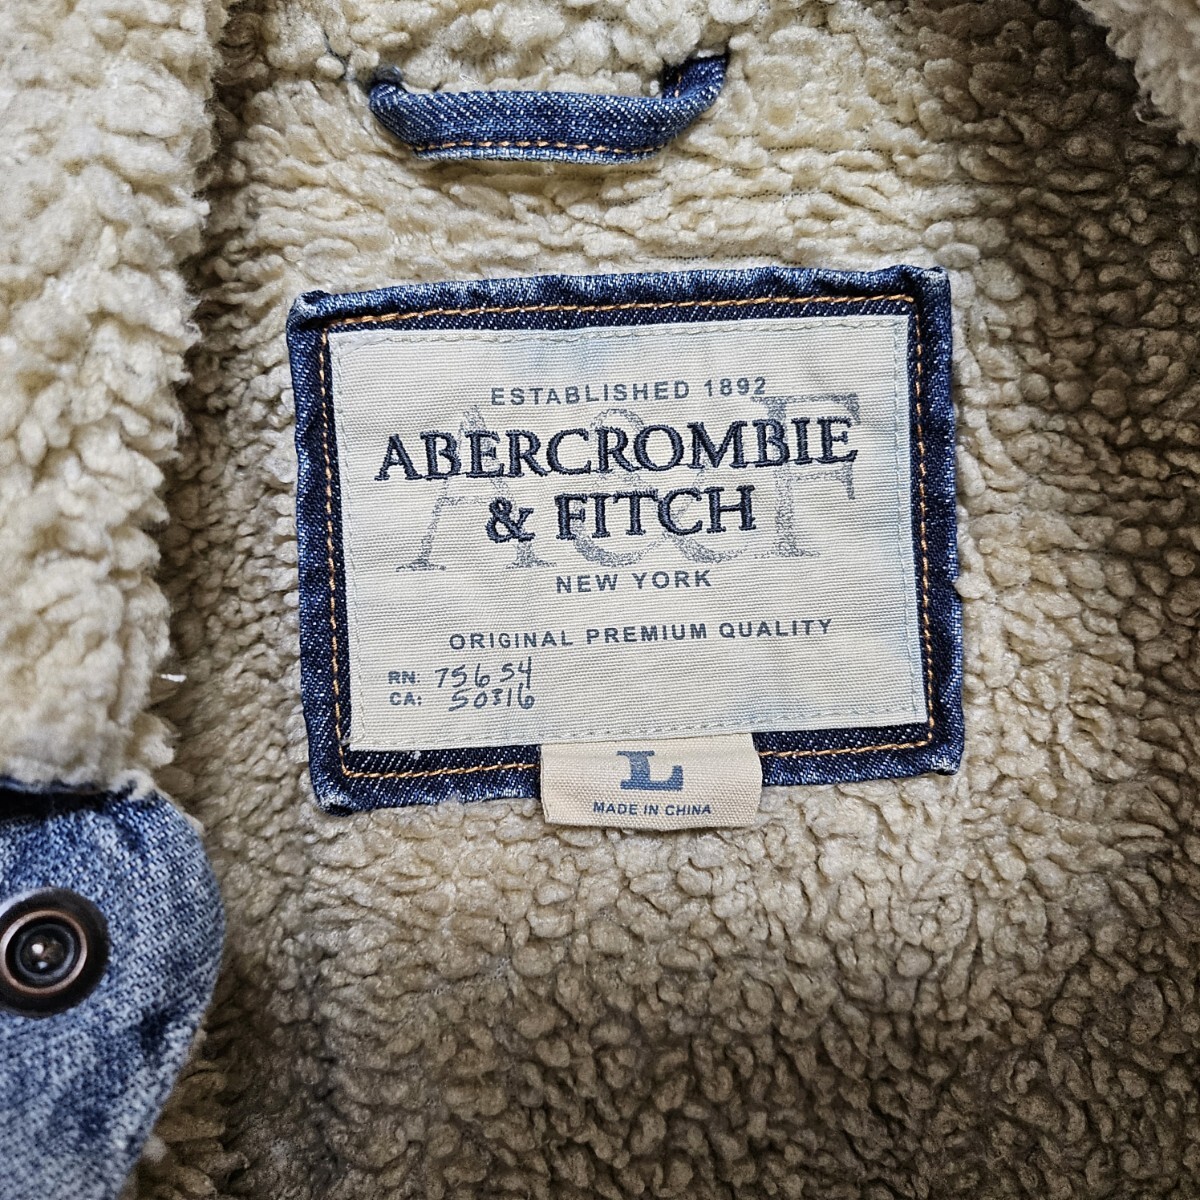 ESTABLISHED 1892
A&F
ABERCROMBIE
& FITCH
NEW YORK
ORIGINAL PREMIUM QUALITY
RN: 75654
CA: 50316
L
MADE IN CHINA